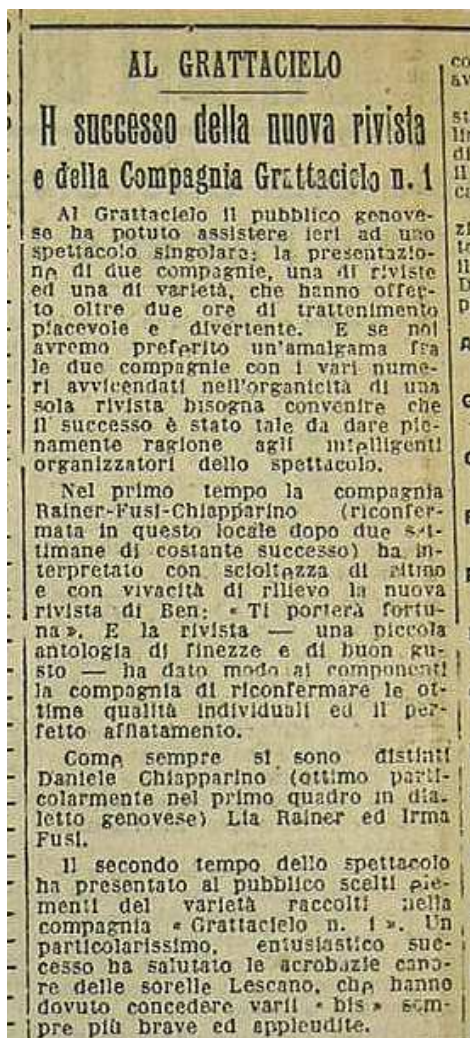 AL GRATTACIELO
Il successo della nuova rivista
e della Compagnia Grattacielo n. 1
Al Grattacielo il pubblico genove-
se ha potuto assistere ieri ad uno
spettacolo singolare: la presentazio-
ne di due compagnie, una di riviste
ed una di varietà, che hanno offer-
to oltre due ore di trattenimento
piacevole e divertente. E se noi
avremo preferito un'amalgama fra
le due compagnie con i vari nume-
ri avvicendati nell'organicità di una
sola rivista bisogna convenire che
il successo è stato tale da dare pie-
namente ragione agli intelligenti
organizzatori dello spettacolo.
Nel primo tempo la compagnia
Rainer-Fusi-Chiapparino (riconfer-
mata in questo locale dopo due set-
timane di costante successo) ha in-
terpretato con scioltezza di ritmo
e con vivacità di rilievo la nuova
rivista di Ben: « Ti porterà fortu-
na ». E la rivista — una piccola
antologia di finezze e di buon gu-
sto — ha dato modo ai componenti
la compagnia di riconfermare le ot-
time qualità individuali ed il per-
fetto affiatamento.
Come sempre si sono distinti
Daniele Chiapparino (ottimo parti-
colarmente nel primo quadro in dia-
letto genovese) Lia Rainer ed Irma
Fusi.
Il secondo tempo dello spettacolo
ha presentato al pubblico scelti ele-
menti del varietà raccolti nella
compagnia « Grattacielo n. 1 ». Un
particolarissimo, entusiastico suc-
cesso ha salutato le acrobazie cano-
re delle sorelle Lescano, che hanno
dovuto concedere varii « bis » sem-
pre più brave ed applaudite.